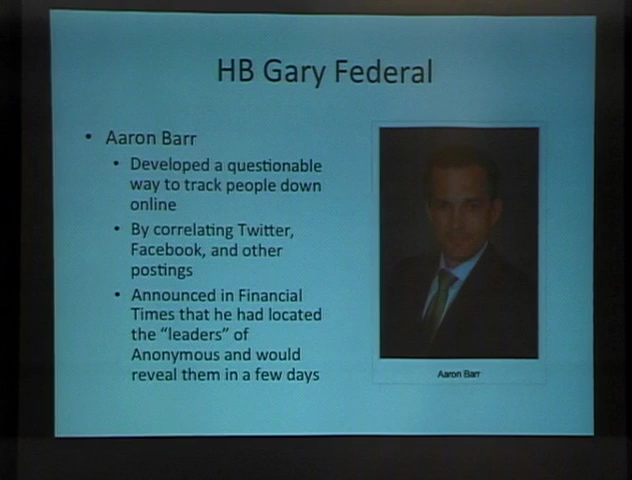 HB Gary Federal
• Aaron Barr
• Developed a questionable
way to track people down
online
• By correlating Twitter,
Facebook, and other
postings
• Announced in Financial
Times that he had located
the “leaders” of
Anonymous and would
reveal them in a few days
Aaron Barr